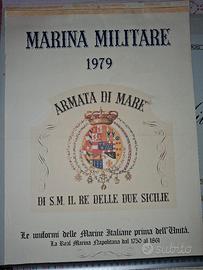 MARINA MILITARE
1979
ARMATA DI MARE
DI S.M. IL RE DELLE DUE SICILIE
Le uniformi delle Marine Italiane prima dell'Unità.
La Real Marina Napoletana dal 1750 al 1861
subito